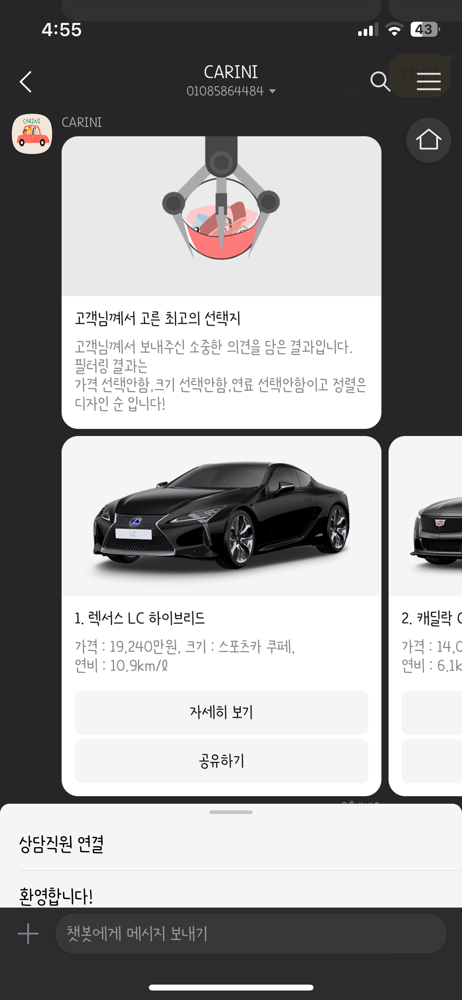 4:55
43
디자인
오후 4:40
CARINI
01085864484
CARINI
CARINI
고객님께서 고른 최고의 선택지
고객님께서 보내주신 소중한 의견을 담은 결과입니다.
필터링 결과는
가격 선택안함,크기 선택안함,연료 선택안함이고 정렬은
디자인 순 입니다!
LC
1. 렉서스 LC 하이브리드
가격 : 19,240만원, 크기 : 스포츠카 쿠페,
연비 : 10.9km/ℓ
자세히 보기
공유하기
2. 캐딜락
가격 : 14,0
연비 : 6.1k
상담직원 연결
환영합니다!
챗봇에게 메시지 보내기